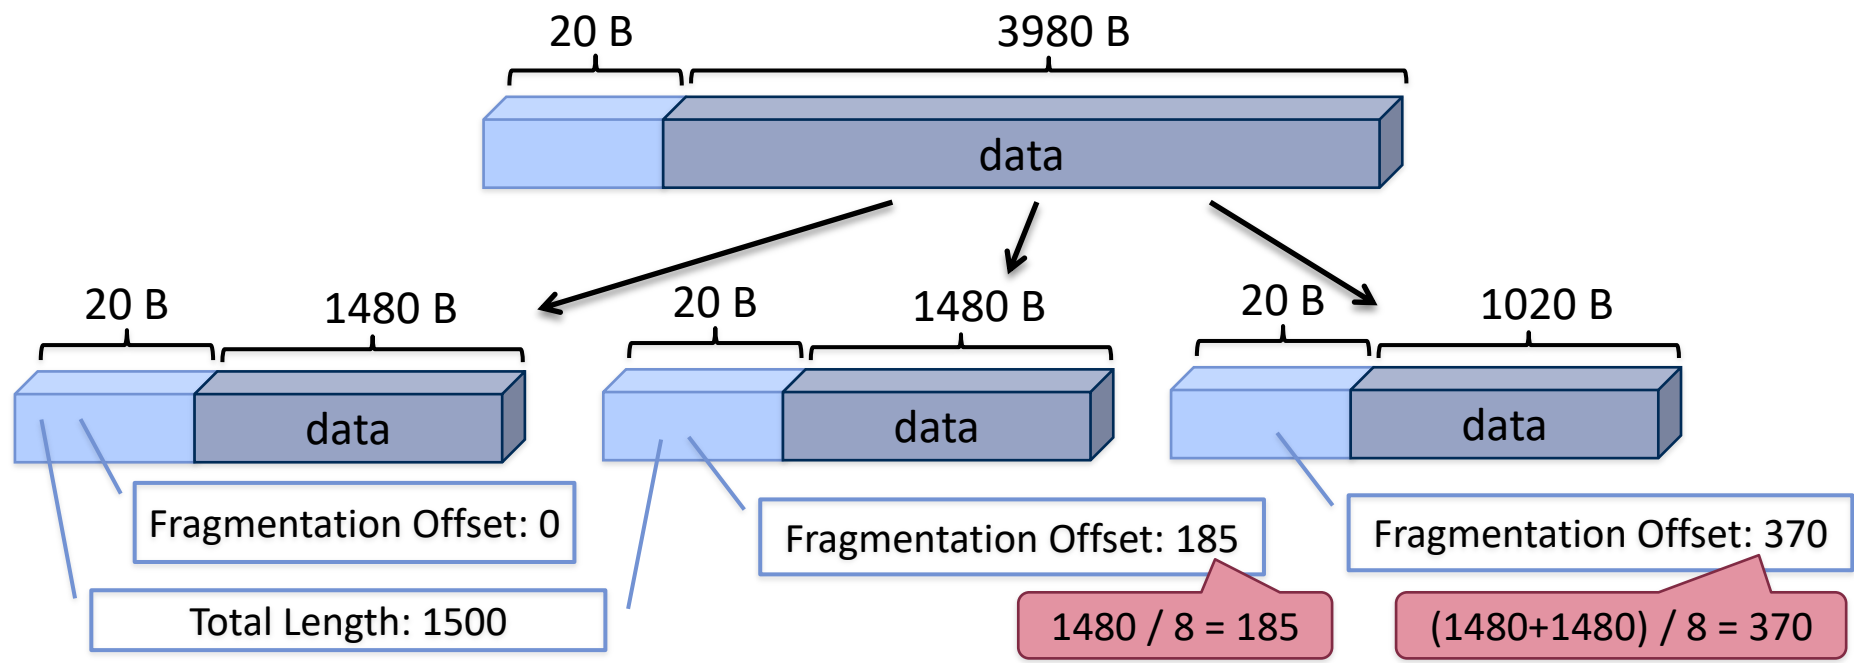 20 B
3980 B
data
20 B
1480 B
20 B
1480 B
20 B
1020 B
data
data
data
Fragmentation Offset: 0
Fragmentation Offset: 185
Fragmentation Offset: 370
Total Length: 1500
1480 / 8 = 185
(1480+1480) / 8 = 370